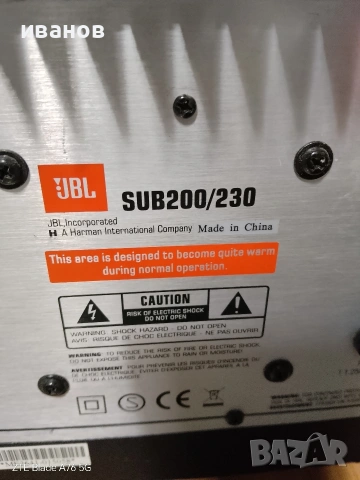 иванов
JBL
SUB200/230
JBL, Incorporated
A Harman International Company Made in China
This area is designed to become quite warm
during normal operation.
CAUTION
RISK OF ELECTRIC SHOCK
DO NOT OPEN
WARNING: SHOCK HAZARD - DO NOT OPEN
AVIS: RISQUE DE CHOC ELECTRIQUE - NE PAS OUVRIR
WARNING: TO REDUCE THE RISK OF FIRE OR ELECTRIC SHOCK,
DO NOT EXPOSE THIS APPLIANCE TO RAIN OR MOISTURE!
CE
ZTE Blade A76 5G
BAZAR